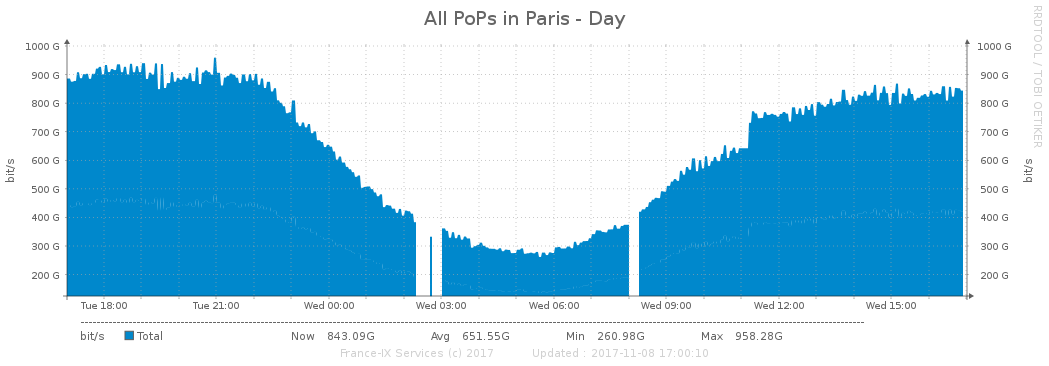 All PoPs in Paris - Day
RRDTOOL / TOBI OETIKER
bit/s
1000 G
900 G
800 G
700 G
600 G
500 G
400 G
300 G
200 G
1000 G
900 G
800 G
700 G
600 G
500 G
400 G
300 G
200 G
bit/s
Tue 18:00 Tue 21:00 Wed 00:00 Wed 03:00 Wed 06:00 Wed 09:00 Wed 12:00 Wed 15:00
bit/s Total Now 843.09G Avg 651.55G Min 260.98G Max 958.28G
France-IX Services (c) 2017 Updated : 2017-11-08 17:00:10